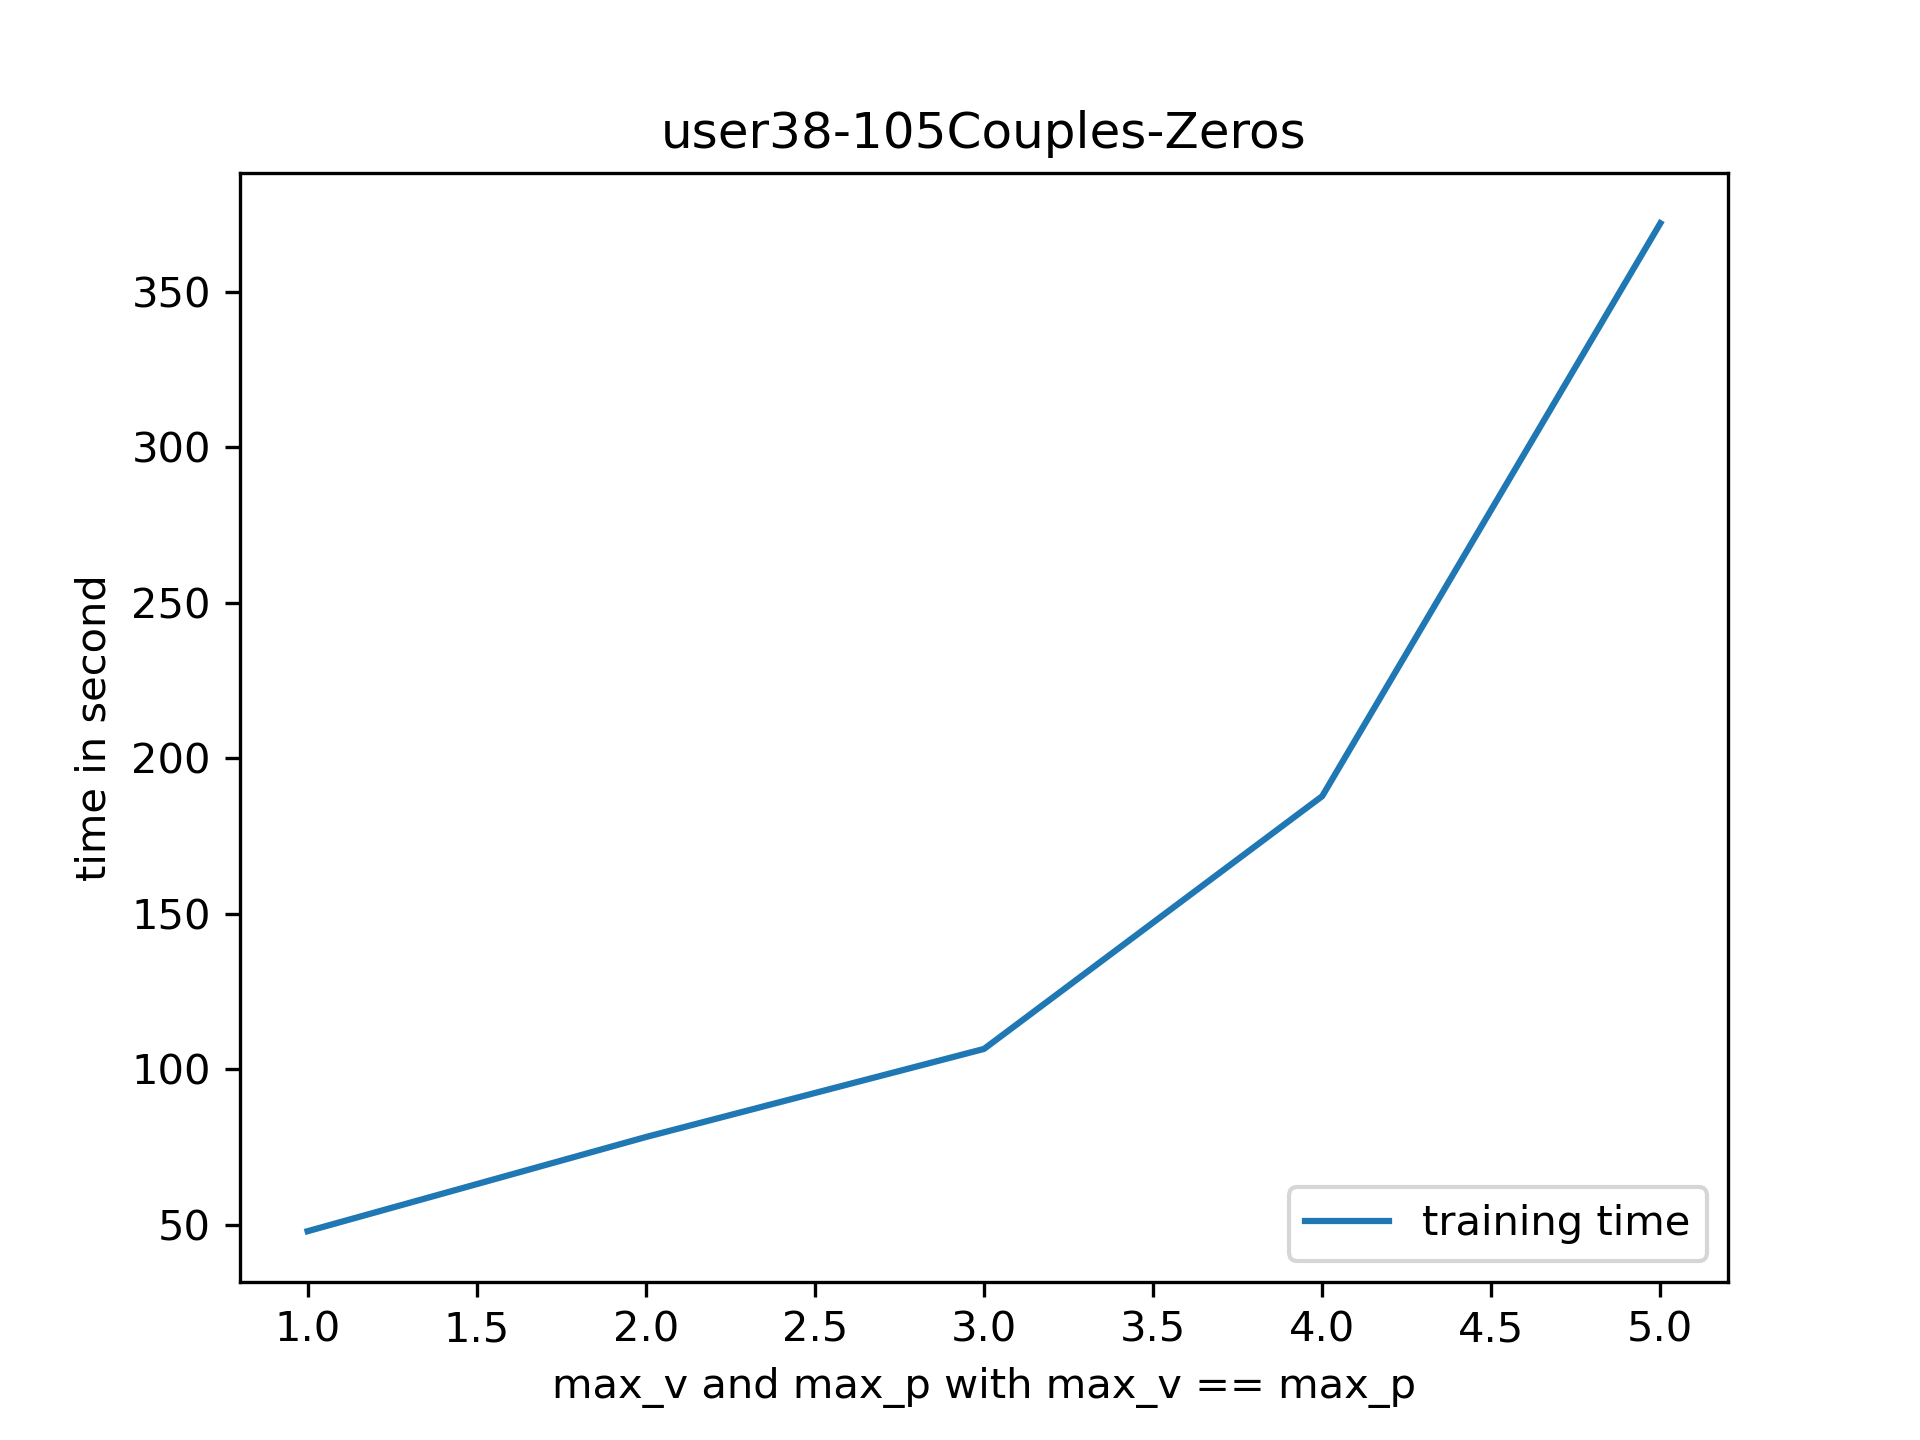 user38-105Couples-Zeros
time in second
350
300
250
200
150
100
50
training time
1.0 1.5 2.0 2.5 3.0 3.5 4.0 4.5 5.0
max_v and max_p with max_v == max_p